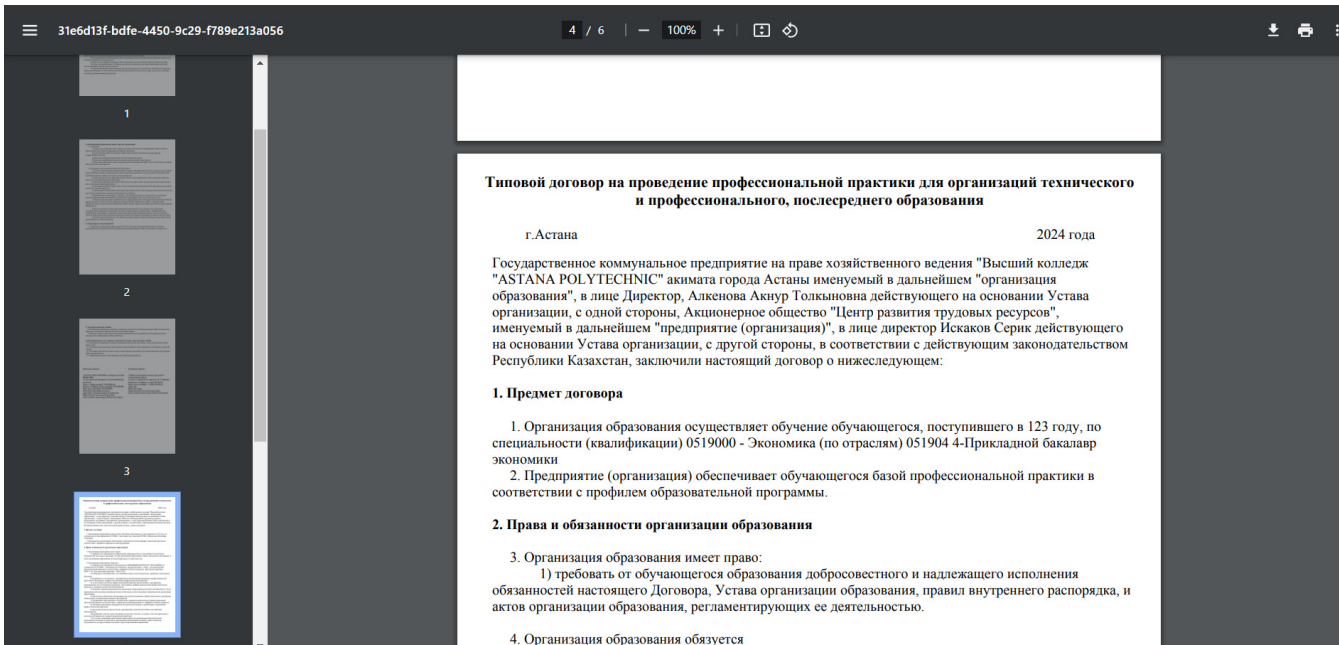 31e6d13f-bdfe-4450-9c29-f789e213a056
4 / 6
100%
1
2
3
Типовой договор на проведение профессиональной практики для организаций технического
и профессионального, послесреднего образования
г.Астана 2024 года
Государственное коммунальное предприятие на праве хозяйственного ведения "Высший колледж
"ASTANA POLYTECHNIC" акимата города Астаны именуемый в дальнейшем "организация
образования", в лице Директор, Алкенова Акнур Толкыновна действующего на основании Устава
организации, с одной стороны, Акционерное общество "Центр развития трудовых ресурсов",
именуемый в дальнейшем "предприятие (организация)", в лице директор Искаков Серик действующего
на основании Устава организации, с другой стороны, в соответствии с действующим законодательством
Республики Казахстан, заключили настоящий договор о нижеследующем:
1. Предмет договора
1. Организация образования осуществляет обучение обучающегося, поступившего в 123 году, по
специальности (квалификации) 0519000 - Экономика (по отраслям) 051904 4-Прикладной бакалавр
экономики
2. Предприятие (организация) обеспечивает обучающегося базой профессиональной практики в
соответствии с профилем образовательной программы.
2. Права и обязанности организации образования
3. Организация образования имеет право:
1) требовать от обучающегося образования добросовестного и надлежащего исполнения
обязанностей настоящего Договора, Устава организации образования, правил внутреннего распорядка, и
актов организации образования, регламентирующих ее деятельностью.
4. Организация образования обязуется